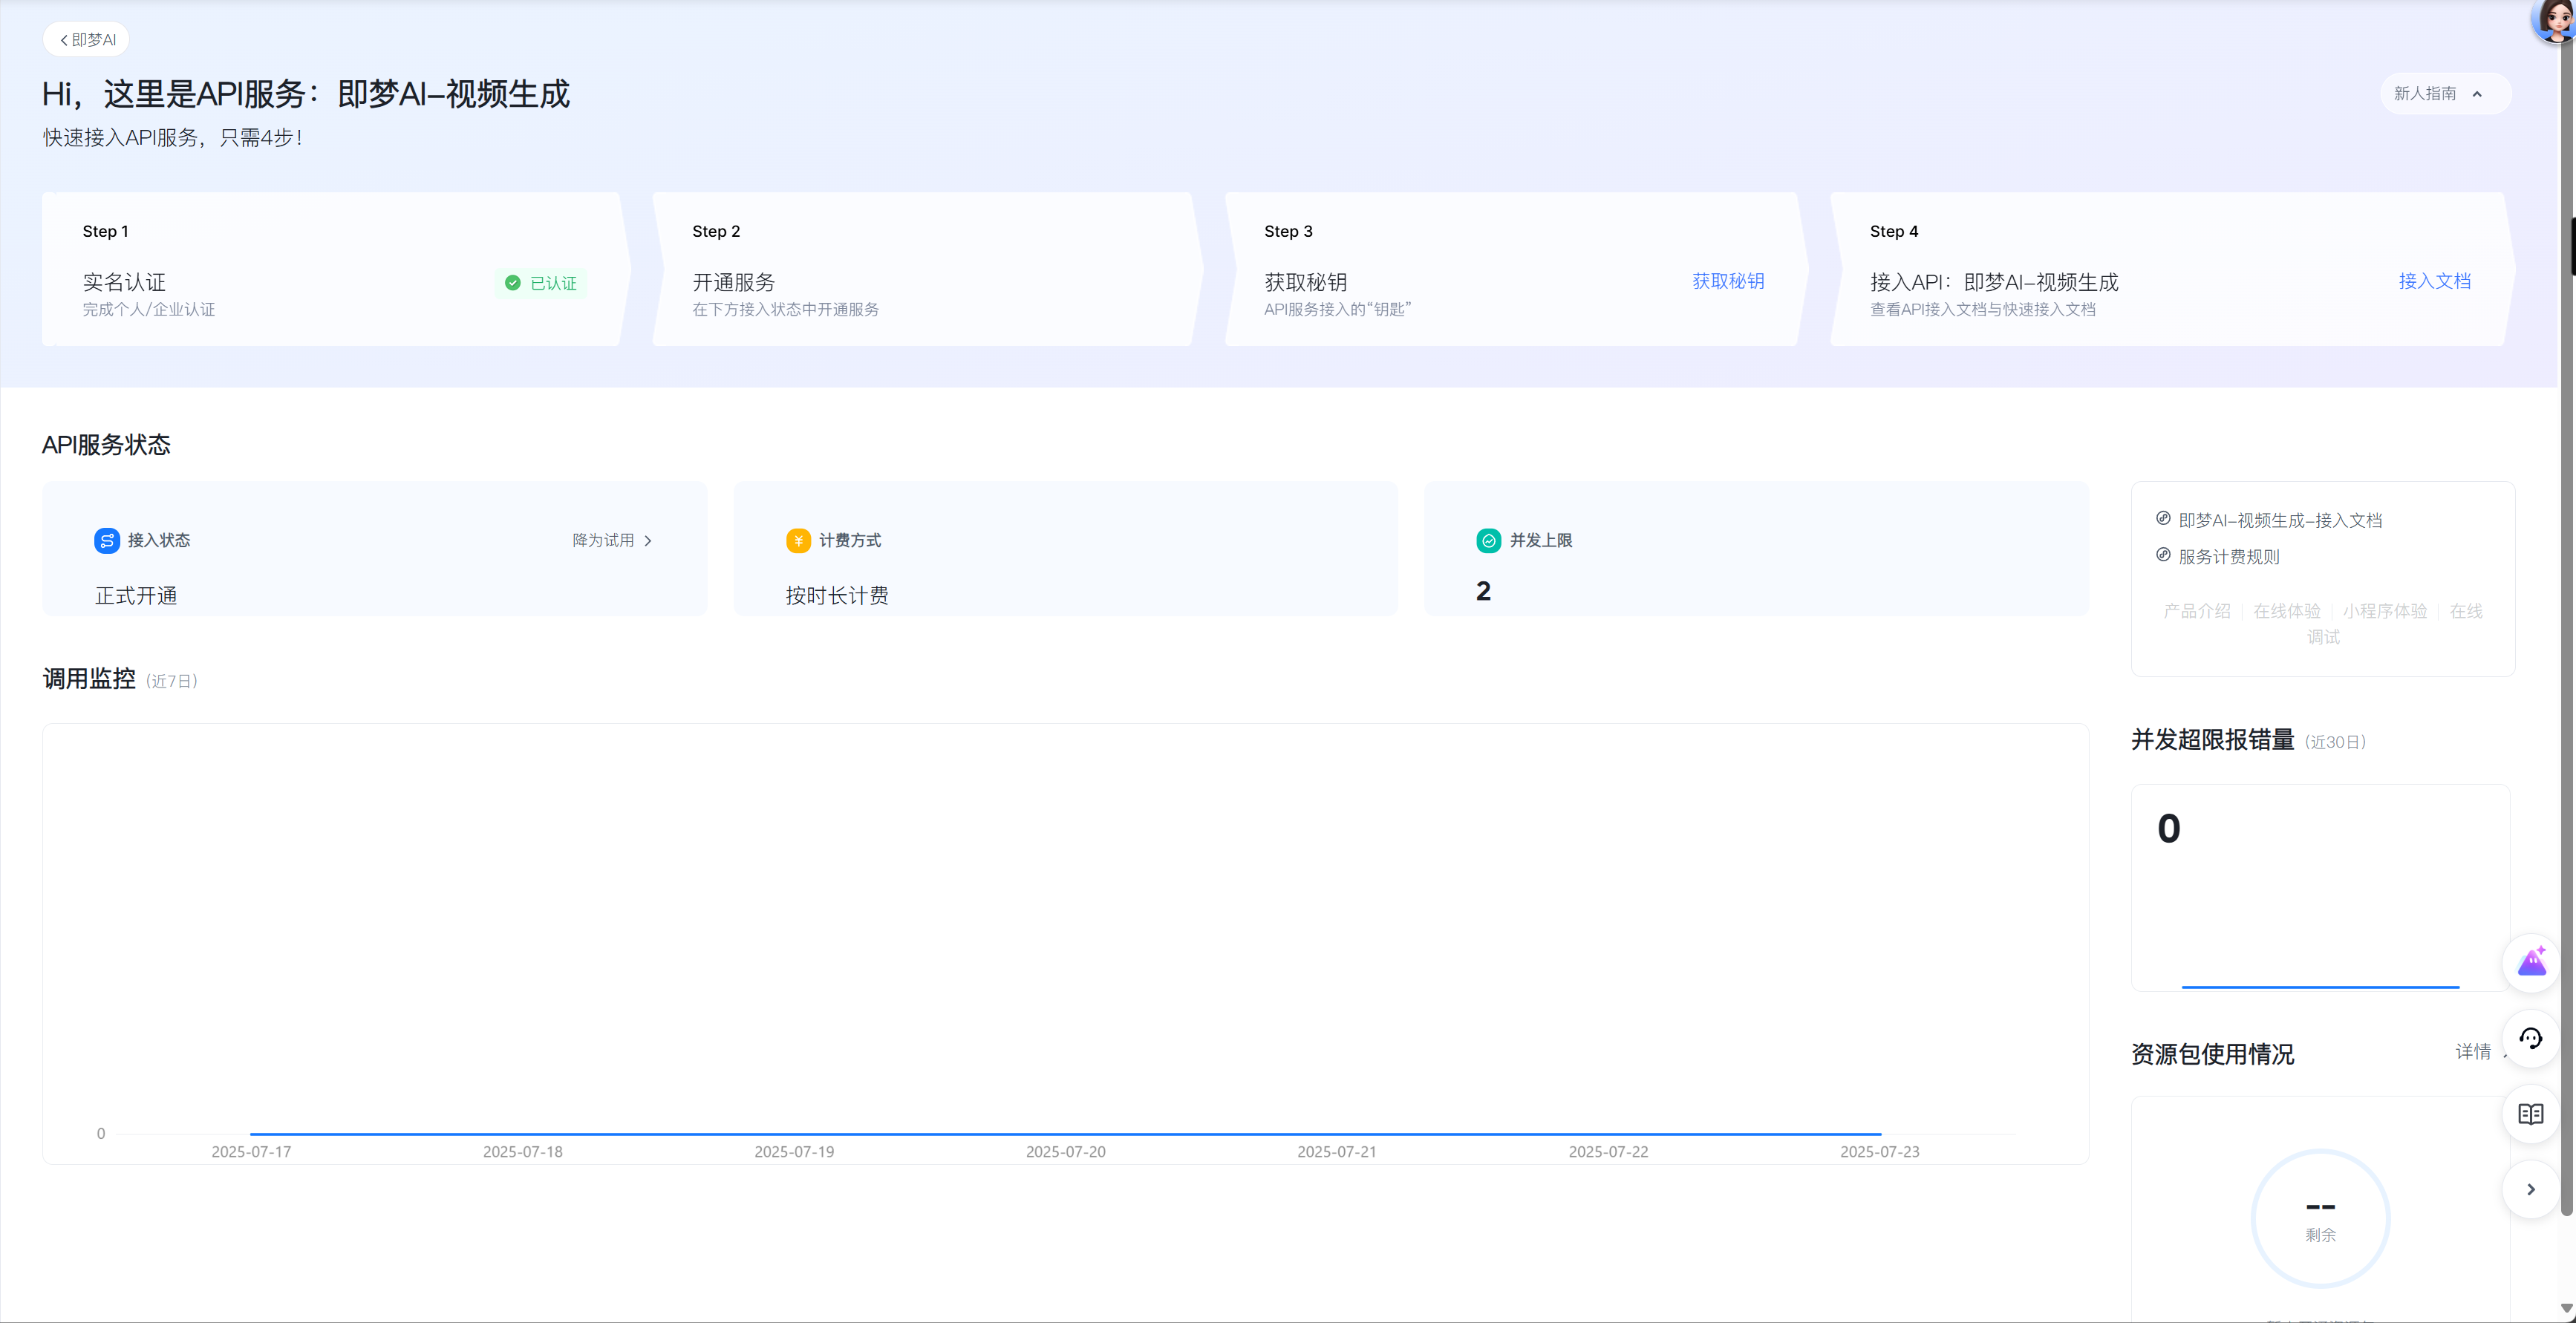 即梦AI
Hi，这里是API服务：即梦AI-视频生成
新人指南
快速接入API服务，只需4步！
Step 1
实名认证
已认证
完成个人/企业认证
Step 2
开通服务
在下方接入状态中开通服务
Step 3
获取秘钥
获取秘钥
API服务接入的“钥匙”
Step 4
接入API：即梦AI-视频生成
接入文档
查看API接入文档与快速接入文档
API服务状态
接入状态
降为试用
正式开通
计费方式
按时长计费
并发上限
2
即梦AI-视频生成-接入文档
服务计费规则
产品介绍 | 在线体验 | 小程序体验 | 在线
调试
调用监控（近7日）
0
2025-07-17
2025-07-18
2025-07-19
2025-07-20
2025-07-21
2025-07-22
2025-07-23
并发超限报错量（近30日）
0
资源包使用情况
详情
--
剩余